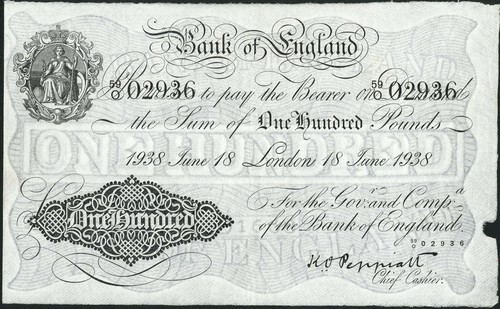 Bank of England
59/O 02936 to pay the Bearer on 59/O 02936
the Sum of One Hundred Pounds
1938 June 18 London 18 June 1938
For the Govr. and Compa.
One Hundred
of the Bank of England.
59/O 02936
K O Peppiatt
Chief Cashier.